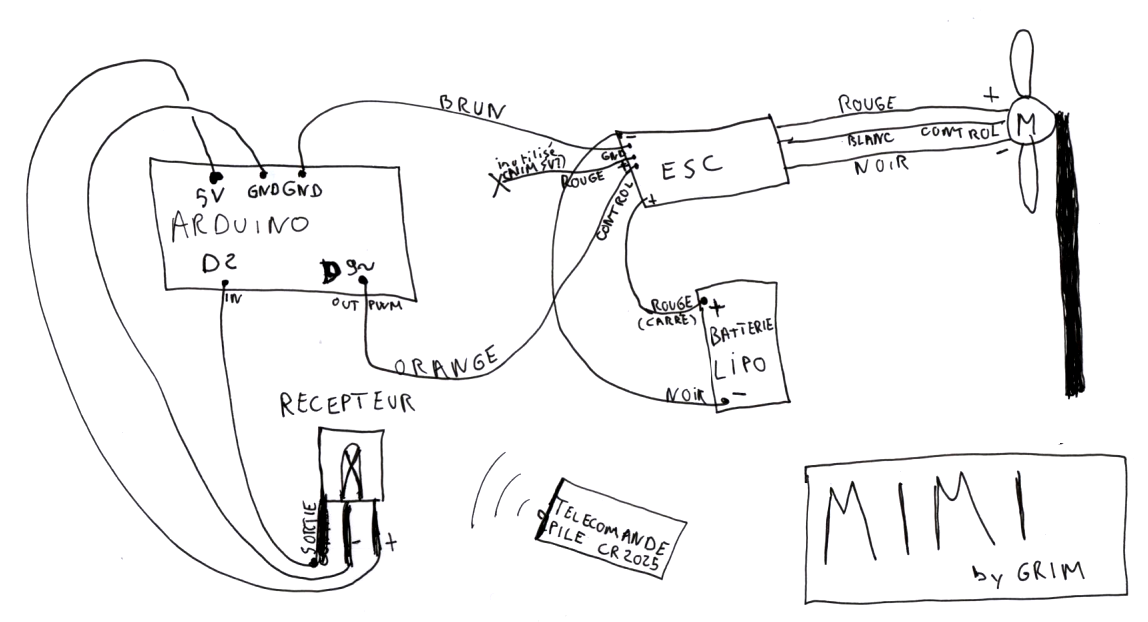 BRUN
ROUGE
+
M
BLANC CONTROL
-
NOIR
inutilisé
(ALIM 5V?)
ROUGE
-
GND
+
CONTROL
ESC
+
5V GND GND
ARDUINO
D2
D9~
IN
OUT PWM
ORANGE
ROUGE
(CARRÉ)
+
BATTERIE
LIPO
NOIR
-
RECEPTEUR
SORTIE
-
+
TELECOMANDE
PILE CR2025
MIMI
by GRIM